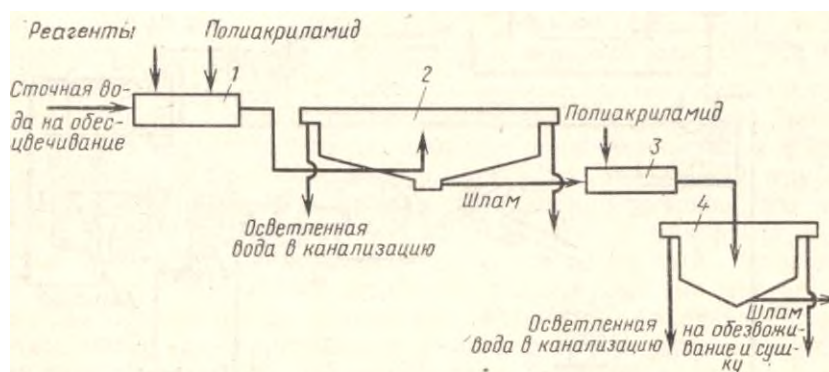 Реагенты
Полиакриламид
1
Сточная во-
да на обес-
цвечивание
2
Осветленная
вода в канализацию
Полиакриламид
3
Шлам
4
Осветленная
вода в канализацию
Шлам
на обезвожи-
вание и суш-
ку